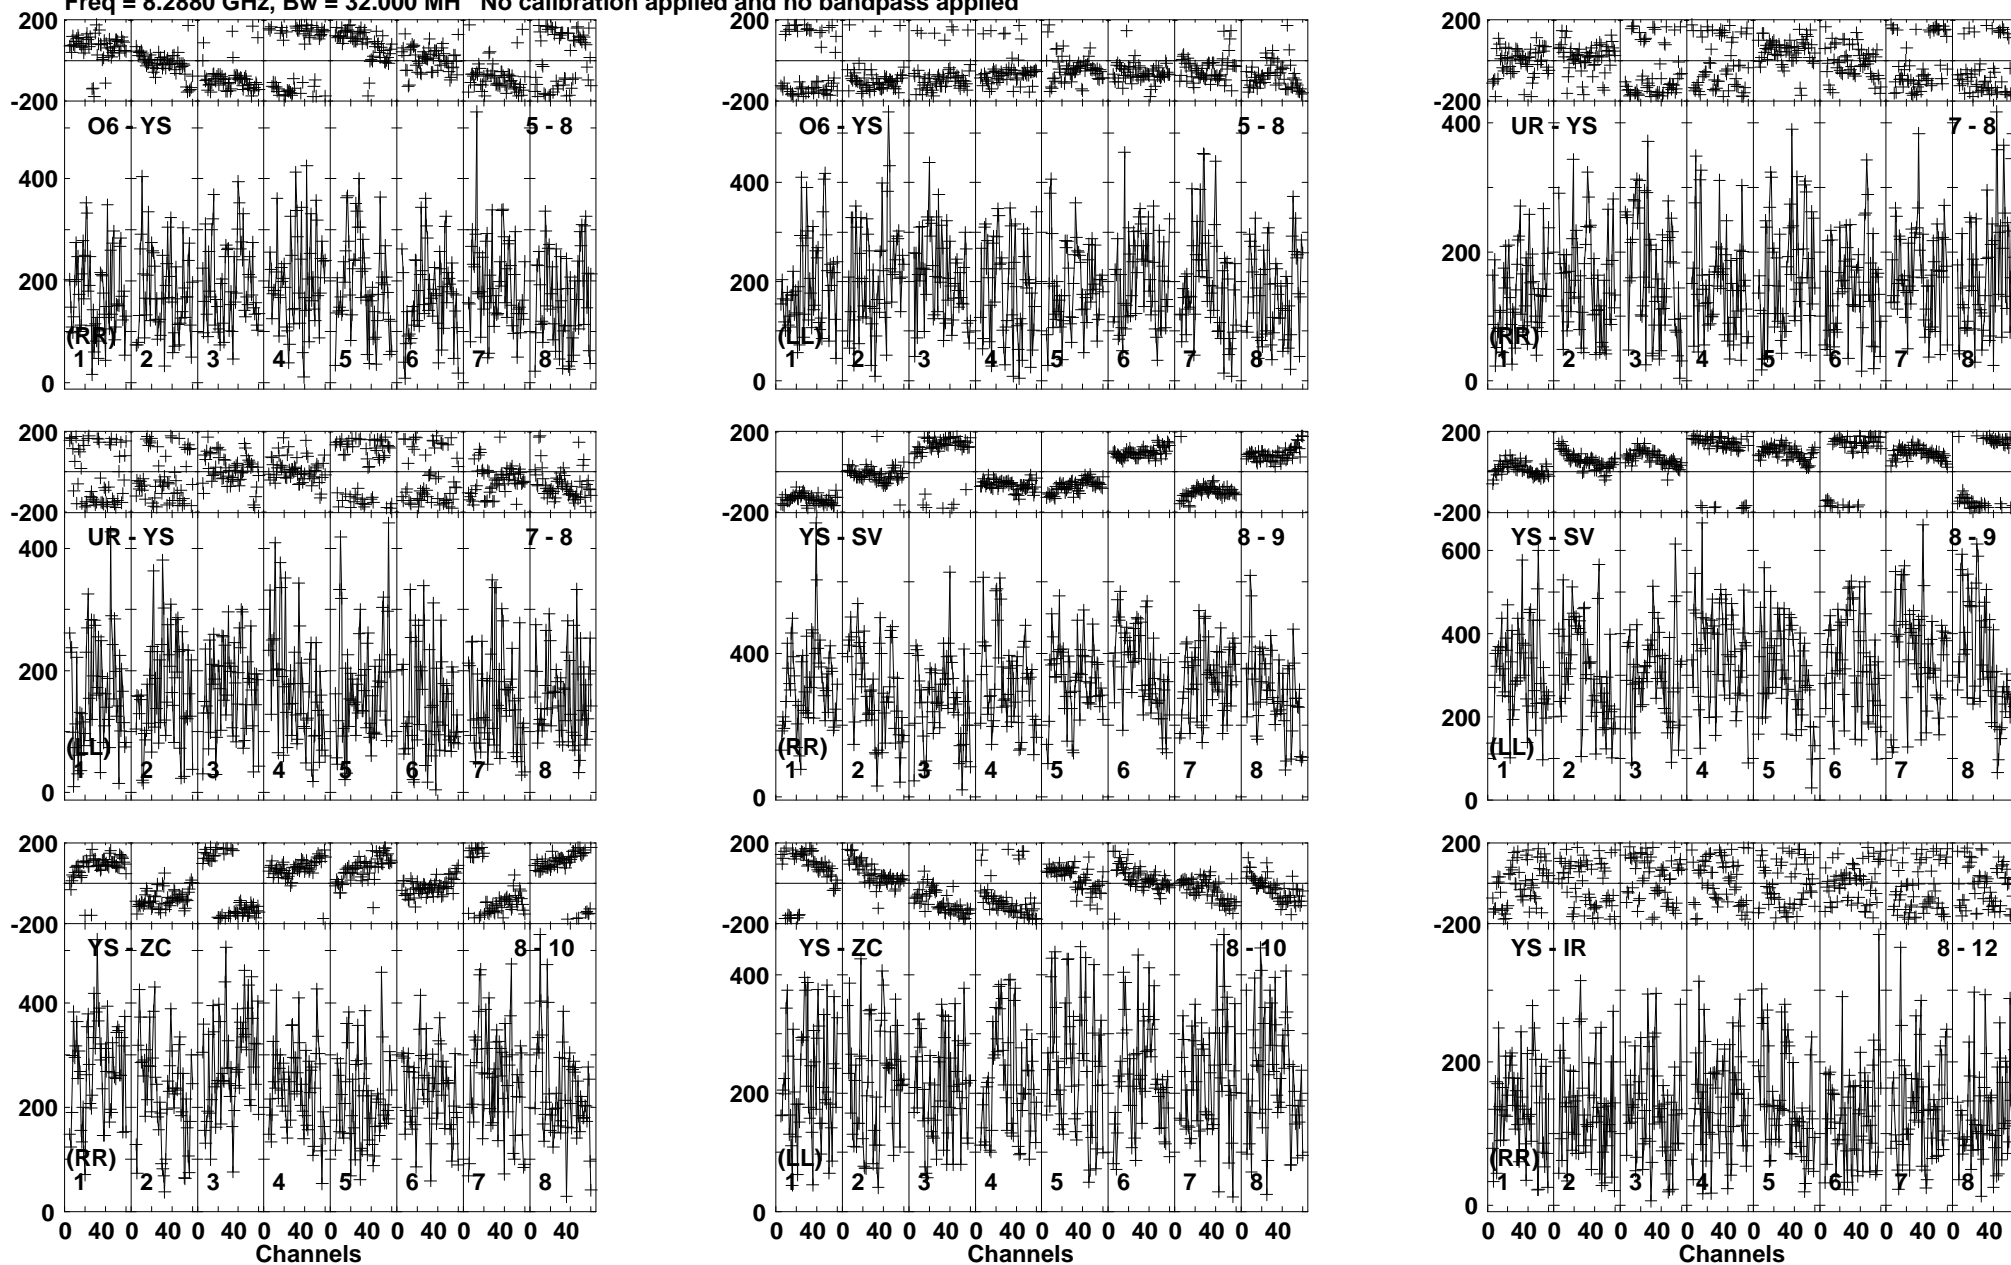 Freq = 8.2880 GHz, Bw = 32.000 MH No calibration applied and no bandpass applied
200 200 200
-200 -200 -200
O6 - YS 5 - 8 O6 - YS 5 - 8 UR - YS 7 - 8
400 400 400
200 200 200
(RR) (LL) (RR)
1 2 3 4 5 6 7 8 1 2 3 4 5 6 7 8 1 2 3 4 5 6 7 8
0 0 0
200 200 200
-200 -200 -200
UR - YS 7 - 8 YS - SV 8 - 9 YS - SV 8 - 9
400 400 600
200 400
200
(LL) (RR) (LL)
1 2 3 4 5 6 7 8 1 2 3 4 5 6 7 8 1 2 3 4 5 6 7 8
0 0 0
200 200 200
-200 -200 -200
YS - ZC 8 - 10 YS - ZC 8 - 10 YS - IR 8 - 12
400 400
200 200 200
(RR) (LL) (RR)
1 2 3 4 5 6 7 8 1 2 3 4 5 6 7 8 1 2 3 4 5 6 7 8
0 0 0
0 40 0 40 0 40 0 40 0 40 0 40 0 40 0 40 0 40 0 40 0 40 0 40 0 40 0 40 0 40 0 40 0 40 0 40 0 40 0 40 0 40 0 40 0 40 0 40
Channels Channels Channels